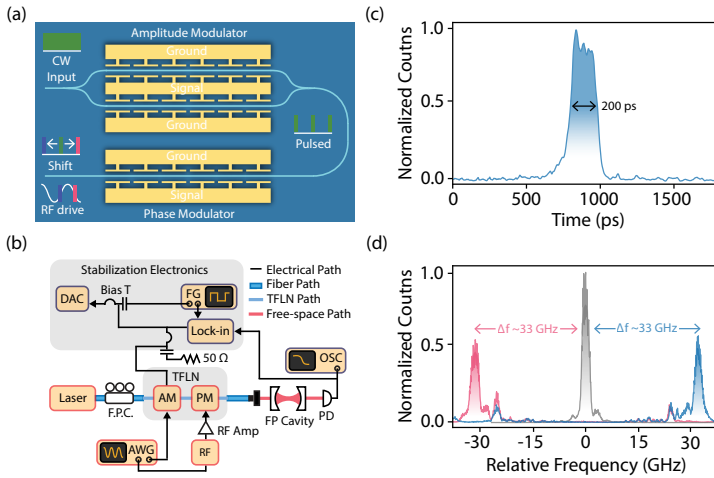 (a)
Amplitude Modulator
Ground
CW
Input
Signal
Ground
Pulsed
Ground
Shift
Signal
RF drive
Phase Modulator
(b)
Stabilization Electronics
DAC
Bias T
FG
Lock-in
50 Ω
Electrical Path
Fiber Path
TFLN Path
Free-space Path
OSC
TFLN
Laser
F.P.C.
AM
PM
FP Cavity
PD
RF Amp
AWG
RF
(c)
Normalized Coutns
1.0
0.5
0.0
200 ps
0
500
1000
1500
Time (ps)
(d)
Normalized Coutns
1.0
0.5
0.0
Δf ~33 GHz
Δf ~33 GHz
-30
-15
0
15
30
Relative Frequency (GHz)